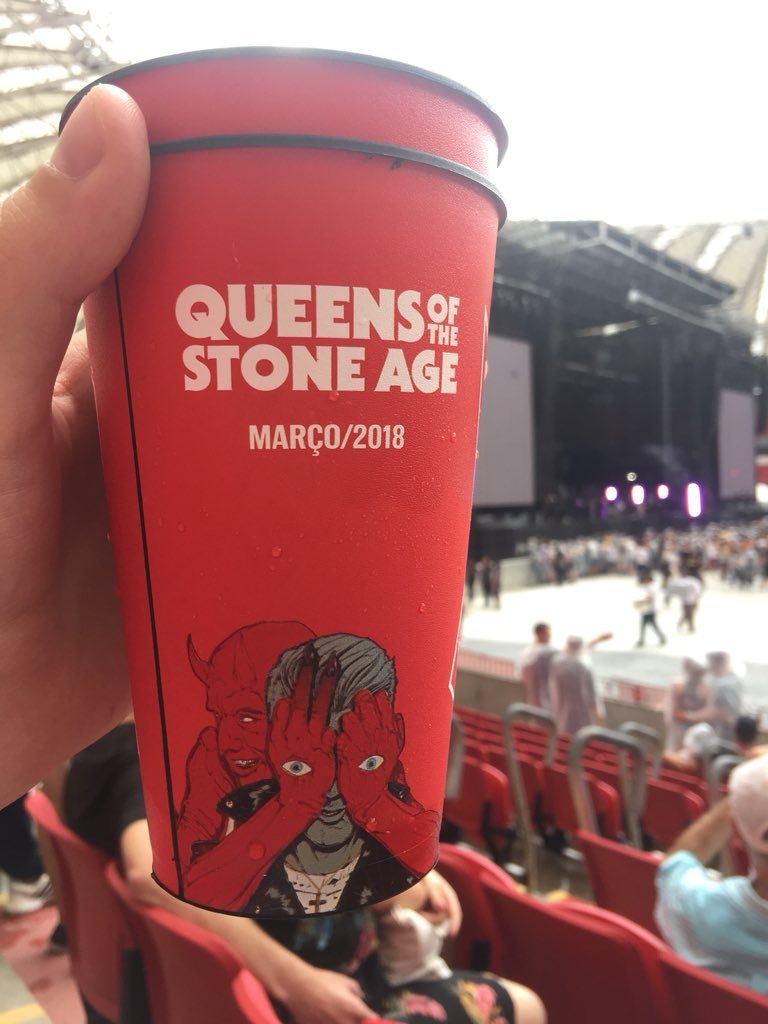 QUEENS OF THE
STONE AGE
MARÇO/2018